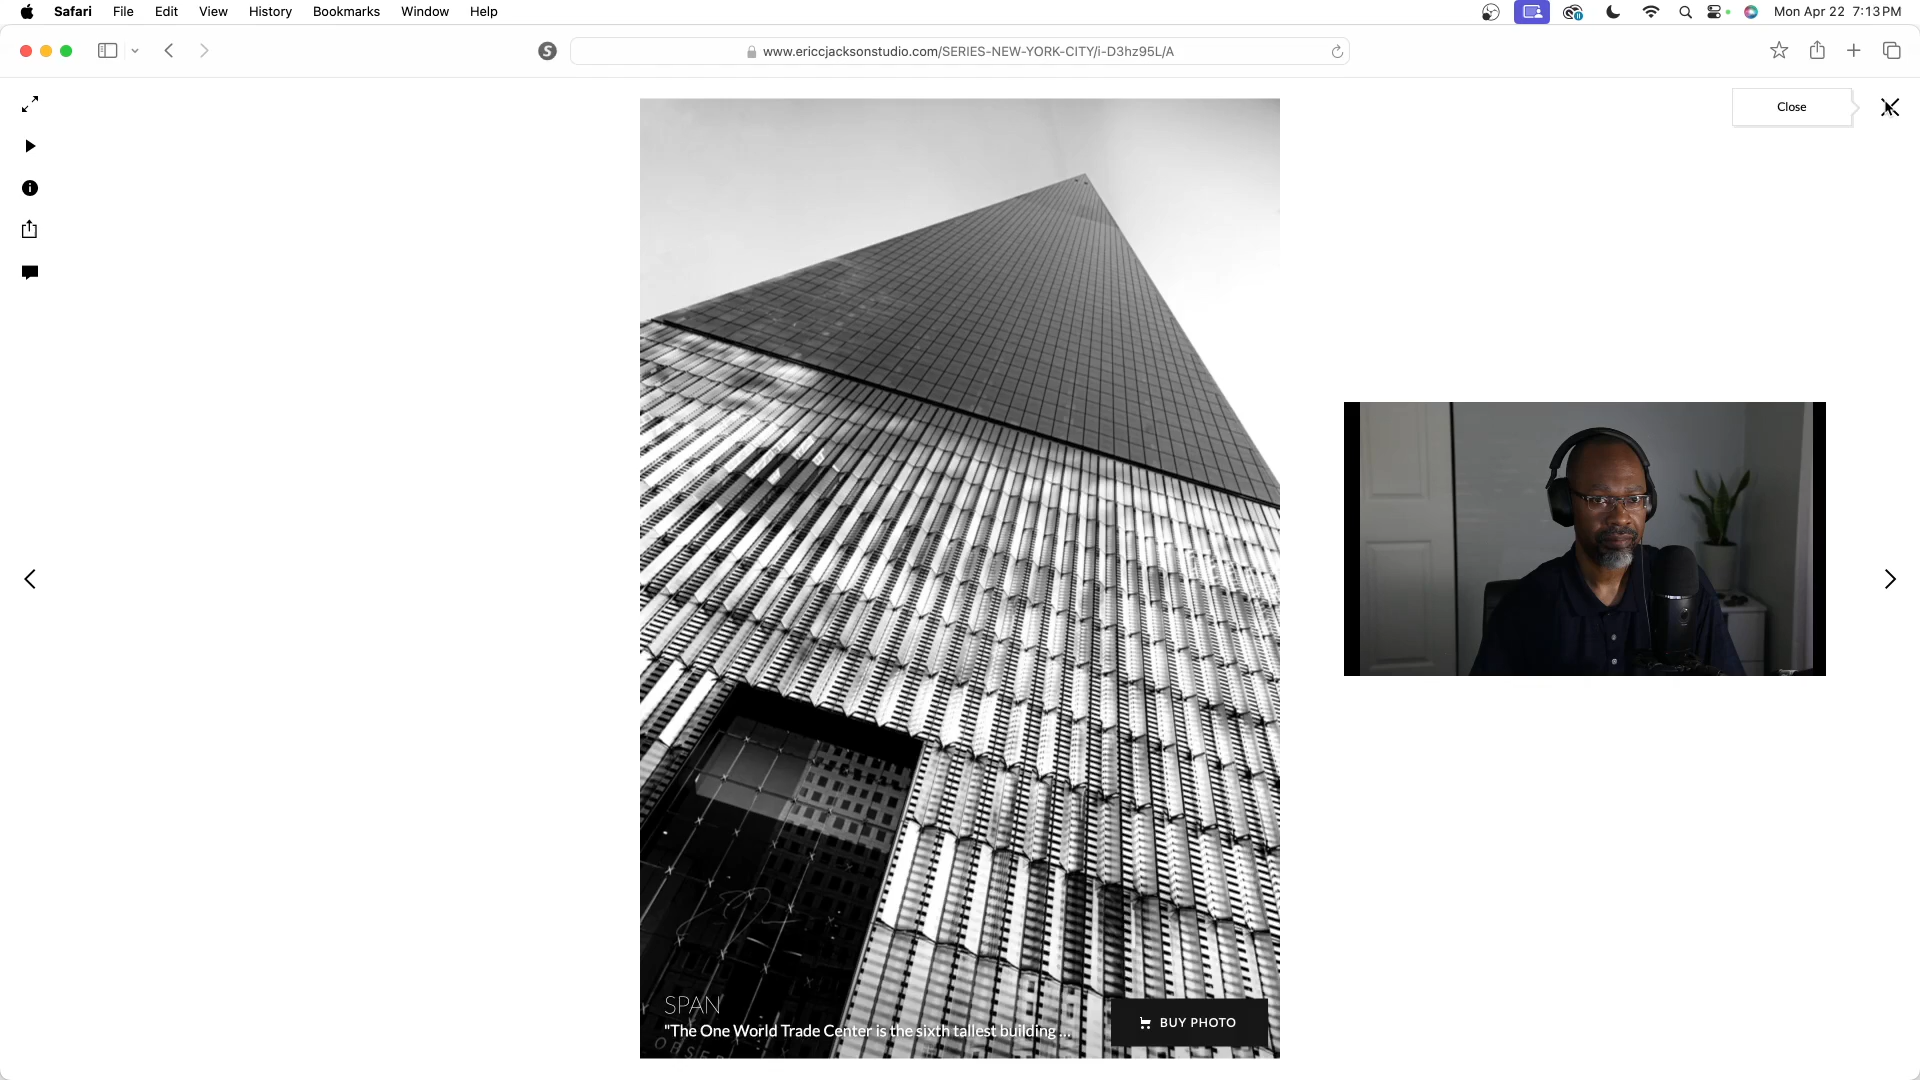 Safari File Edit View History Bookmarks Window Help Mon Apr 22 7:13 PM
www.ericcjacksonstudio.com/SERIES-NEW-YORK-CITY/i-D3hz95L/A
Close
SPAN
"The One World Trade Center is the sixth tallest building ...
BUY PHOTO